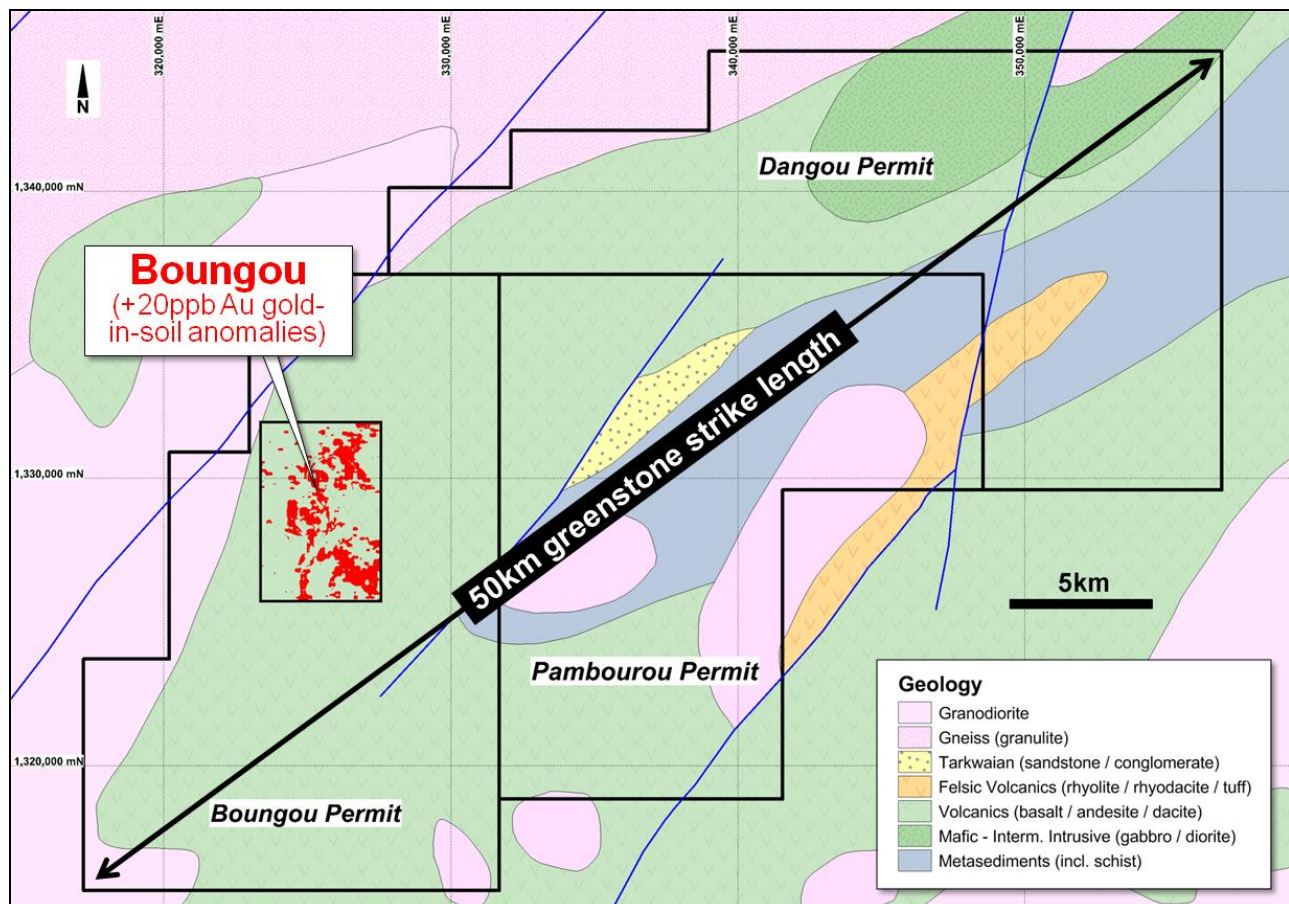 320,000 mE
330,000 mE
340,000 mE
350,000 mE
N
Dangou Permit
1,340,000 mN
Boungou
(+20ppb Au gold-
in-soil anomalies)
50km greenstone strike length
1,330,000 mN
5km
Pambourou Permit
1,320,000 mN
Boungou Permit
Geology
Granodiorite
Gneiss (granulite)
Tarkwaian (sandstone / conglomerate)
Felsic Volcanics (rhyolite / rhyodacite / tuff)
Volcanics (basalt / andesite / dacite)
Mafic - Interm. Intrusive (gabbro / diorite)
Metasediments (incl. schist)